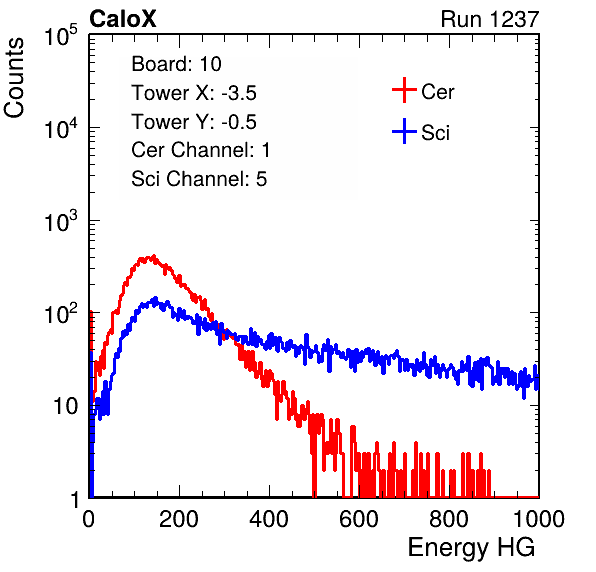 CaloX Run 1237
Counts
Board: 10
Tower X: -3.5
Tower Y: -0.5
Cer Channel: 1
Sci Channel: 5
Cer
Sci
10^5
10^4
10^3
10^2
10
1
0 200 400 600 800 1000
Energy HG